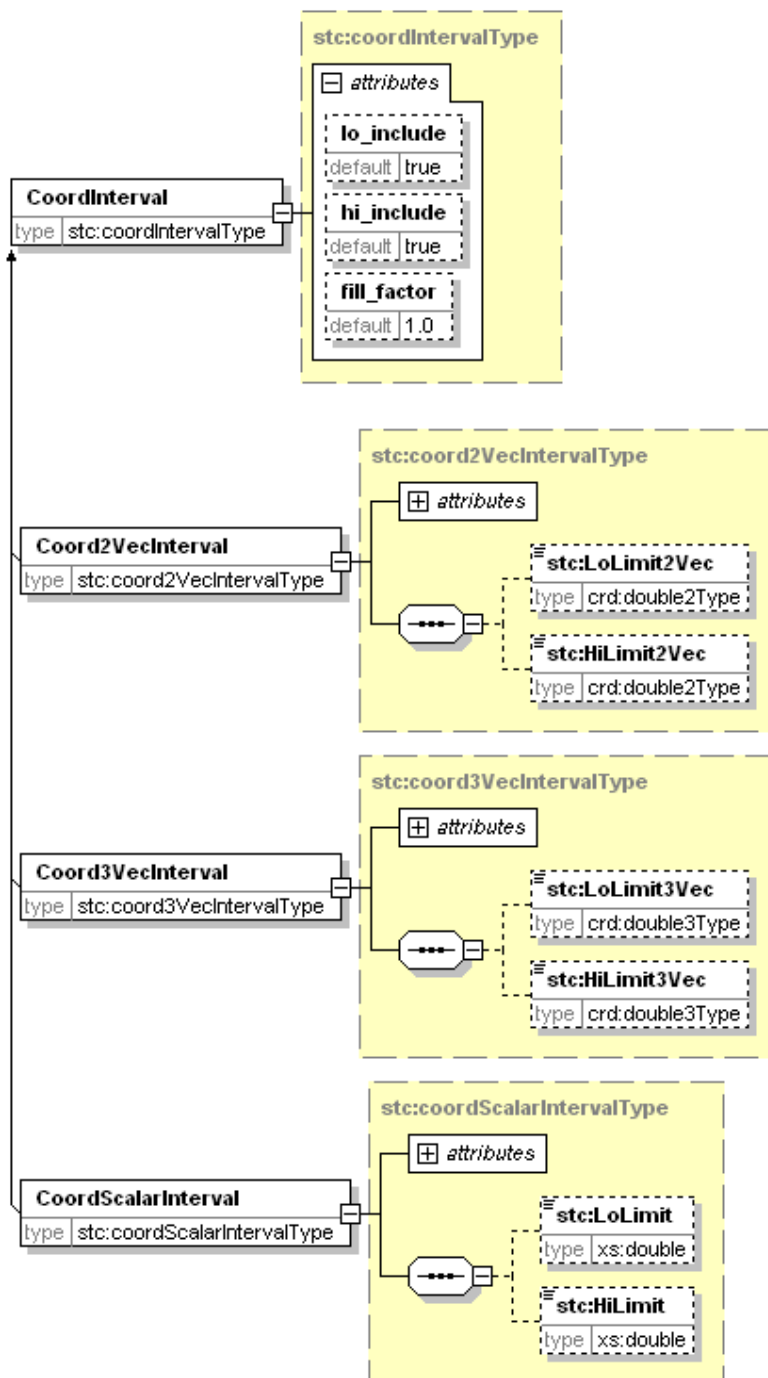 stc:coordIntervalType
attributes
lo_include
default true
CoordInterval
type stc:coordIntervalType
hi_include
default true
fill_factor
default 1.0
stc:coord2VecIntervalType
attributes
Coord2VecInterval
type stc:coord2VecIntervalType
stc:LoLimit2Vec
type crd:double2Type
stc:HiLimit2Vec
type crd:double2Type
stc:coord3VecIntervalType
attributes
Coord3VecInterval
type stc:coord3VecIntervalType
stc:LoLimit3Vec
type crd:double3Type
stc:HiLimit3Vec
type crd:double3Type
stc:coordScalarIntervalType
attributes
CoordScalarInterval
type stc:coordScalarIntervalType
stc:LoLimit
type xs:double
stc:HiLimit
type xs:double